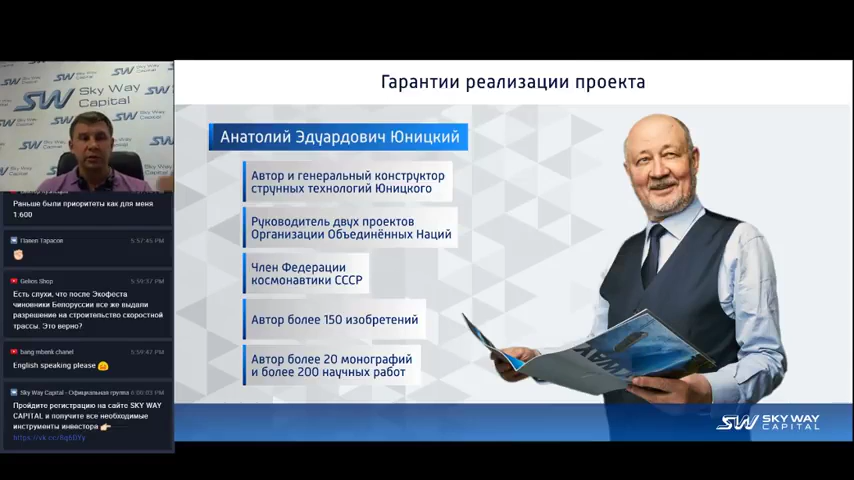 Гарантии реализации проекта
Анатолий Эдуардович Юницкий
Автор и генеральный конструктор
струнных технологий Юницкого
Руководитель двух проектов
Организации Объединённых Наций
Член Федерации
космонавтики СССР
Автор более 150 изобретений
Автор более 20 монографий
и более 200 научных работ
SW SKY WAY
CAPITAL
SW Sky Way
Capital
Раньше были приоритеты как для меня
1.600
Павел Тарасов 5:57:45 PM
Gelios Shop 5:59:37 PM
Есть слухи, что после Экофеста
чиновники Белоруссии все же выдали
разрешение на строительство скоростной
трассы. Это верно?
bang mbenk chanel 5:59:47 PM
English speaking please
Sky Way Capital - Официальная группа 6:00:03 PM
Пройдите регистрацию на сайте SKY WAY
CAPITAL и получите все необходимые
инструменты инвестора